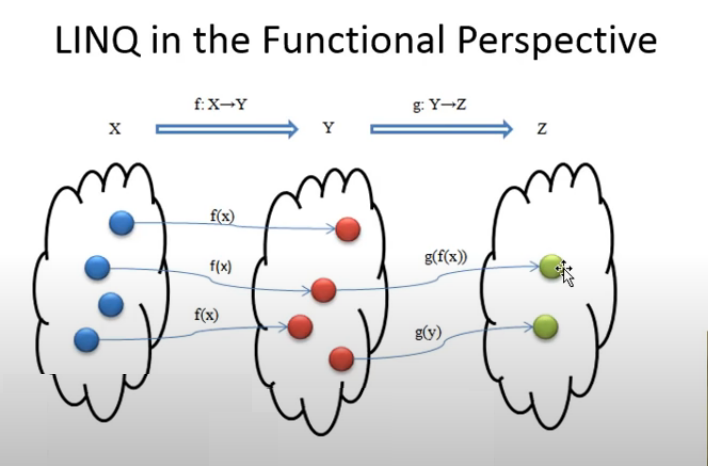 LINQ in the Functional Perspective
f: X→Y
g: Y→Z
X
Y
Z
f(x)
g(f(x))
f(x)
f(x)
g(y)